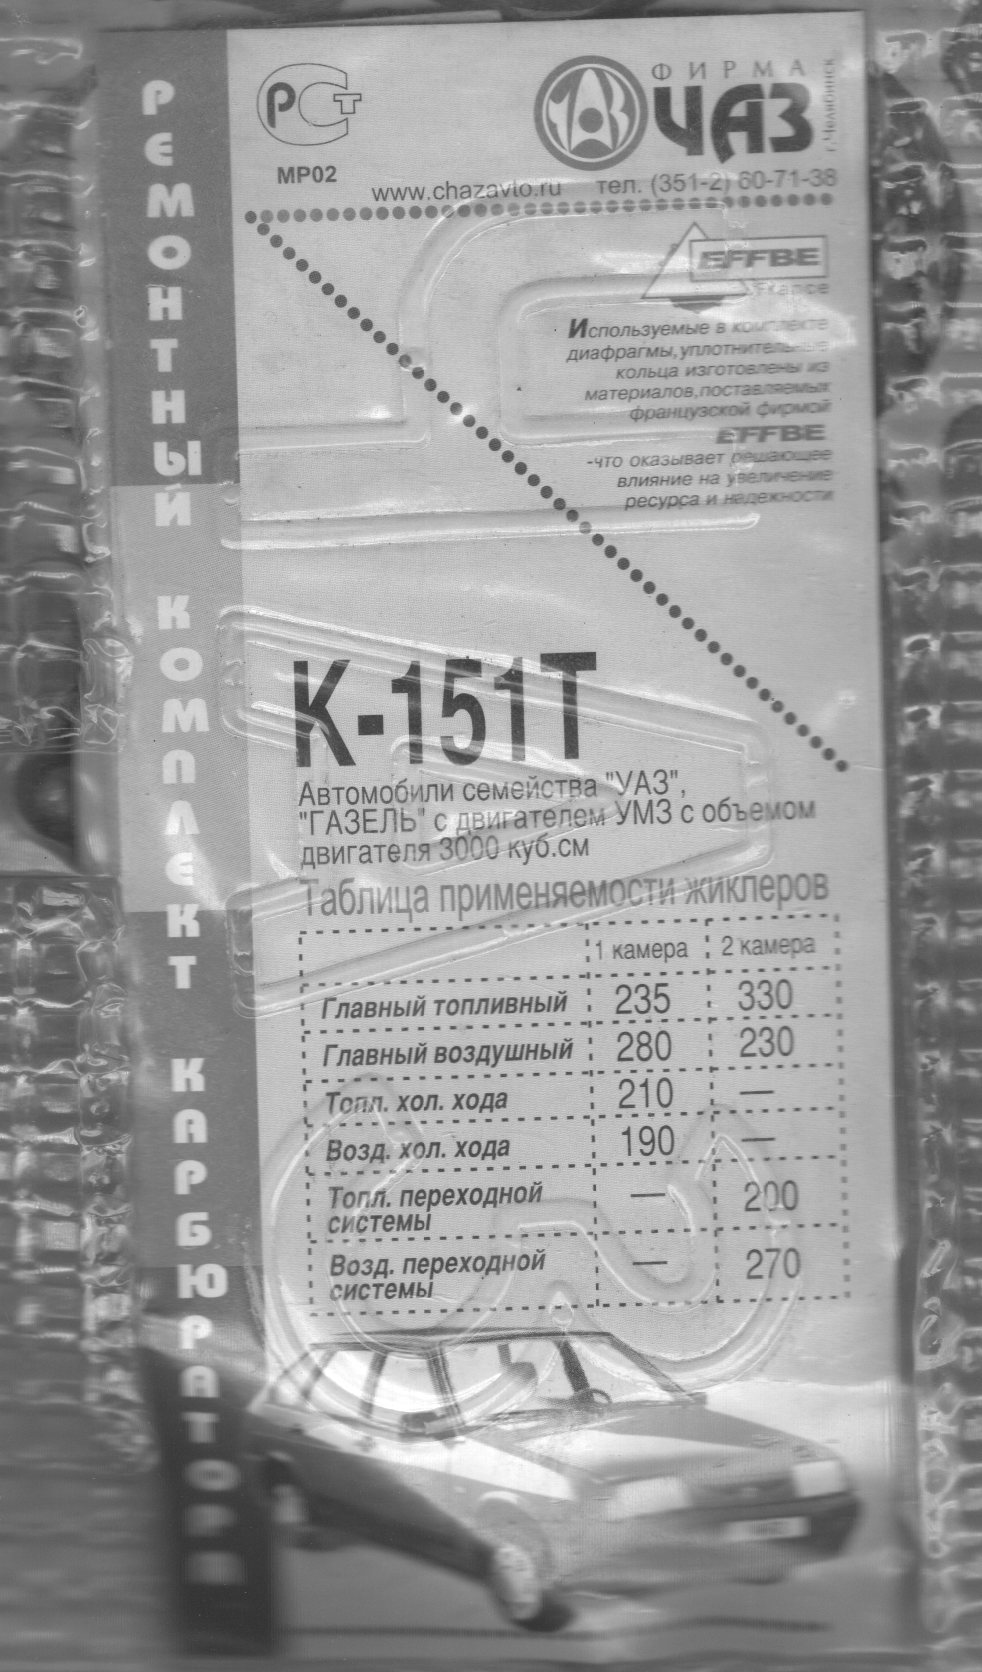 РЕМОНТНЫЙ КОМПЛЕКТ КАРБЮРАТОРА
РСТ
МР02
ФИРМА
ЧАЗ
г.Челябинск
www.chazavto.ru тел. (351-2) 60-71-38
EFFBE
France
Используемые в комплекте
диафрагмы,уплотнительные
кольца изготовлены из
материалов,поставляемых
французской фирмой
EFFBE
-что оказывает решающее
влияние на увеличение
ресурса и надежности
К-151Т
Автомобили семейства "УАЗ",
"ГАЗЕЛЬ" с двигателем УМЗ с объемом
двигателя 3000 куб.см
Таблица применяемости жиклеров
1 камера 2 камера
Главный топливный 235 330
Главный воздушный 280 230
Топл. хол. хода 210 —
Возд. хол. хода 190 —
Топл. переходной
системы — 200
Возд. переходной
системы — 270